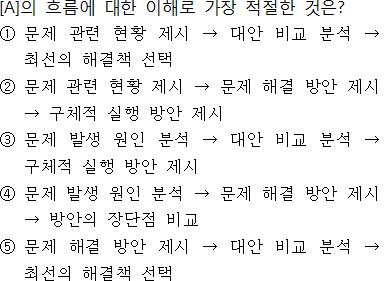 [A]의 흐름에 대한 이해로 가장 적절한 것은?
① 문제 관련 현황 제시 → 대안 비교 분석 →
최선의 해결책 선택
② 문제 관련 현황 제시 → 문제 해결 방안 제시
→ 구체적 실행 방안 제시
③ 문제 발생 원인 분석 → 대안 비교 분석 →
구체적 실행 방안 제시
④ 문제 발생 원인 분석 → 문제 해결 방안 제시
→ 방안의 장단점 비교
⑤ 문제 해결 방안 제시 → 대안 비교 분석 →
최선의 해결책 선택